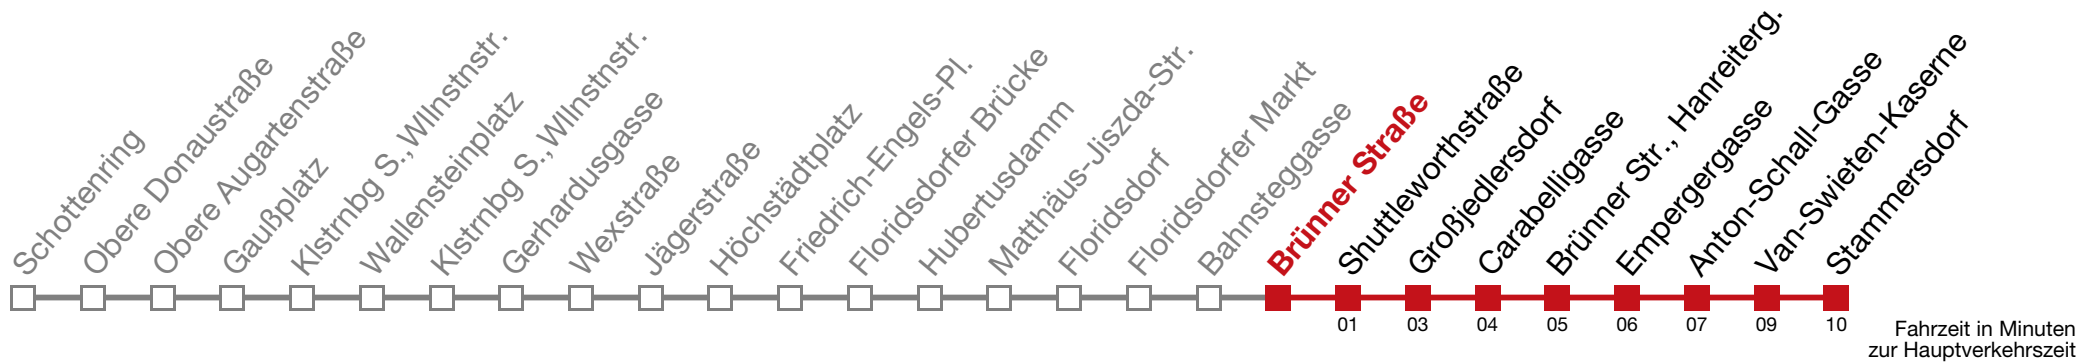 Schottenring
Obere Donaustraße
Obere Augartenstraße
Gaußplatz
Klstrnbg S., Wllnstnstr.
Wallensteinplatz
Klstrnbg S., Wllnstnstr.
Gerhardusgasse
Wexstraße
Jägerstraße
Höchstädtplatz
Friedrich-Engels-Pl.
Floridsdorfer Brücke
Hubertusdamm
Matthäus-Jiszda-Str.
Floridsdorf
Floridsdorfer Markt
Bahnsteggasse
Brünner Straße
Shuttleworthstraße
Großjedlersdorf
Carabelligasse
Brünner Str., Hanreiterg.
Empergergasse
Anton-Schall-Gasse
Van-Swieten-Kaserne
Stammersdorf
01 03 04 05 06 07 09 10
Fahrzeit in Minuten
zur Hauptverkehrszeit